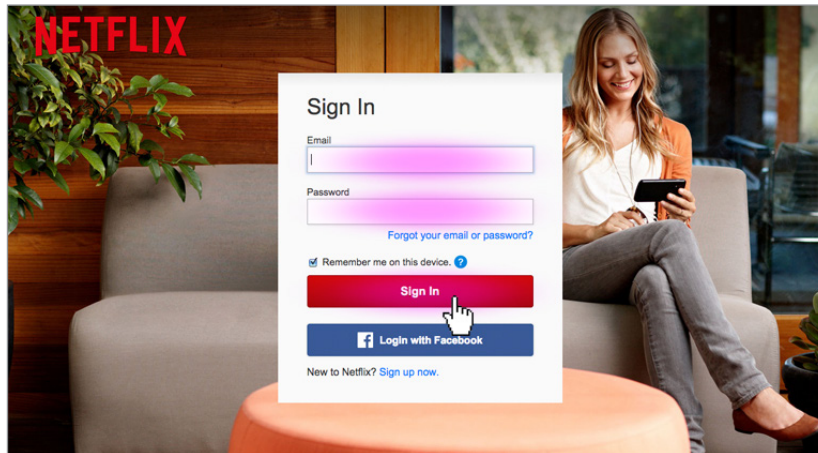 NETFLIX
Sign In
Email
Password
Forgot your email or password?
Remember me on this device. ?
Sign In
f Login with Facebook
New to Netflix? Sign up now.